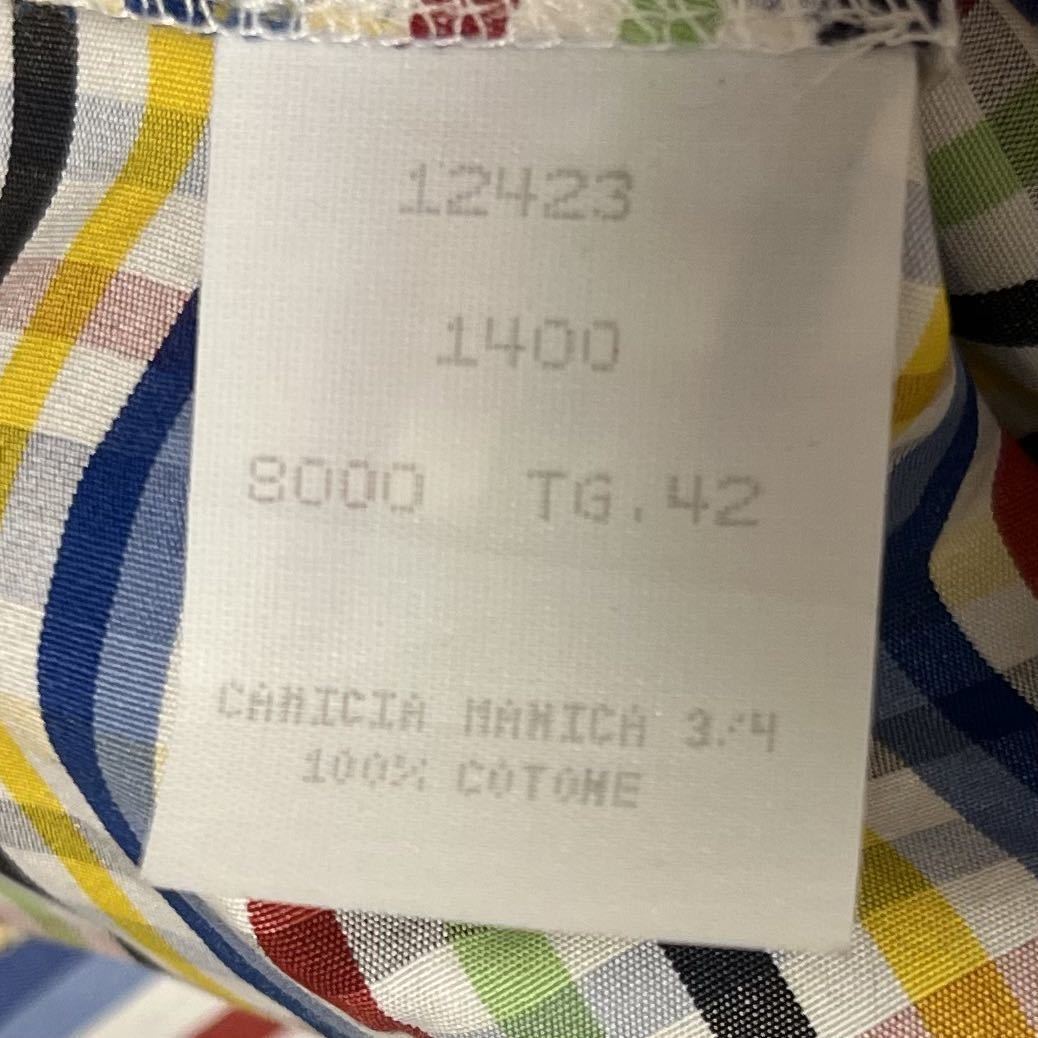 12423
1400
8000 TG.42
CAMICIA MANICA 3/4
100% COTONE